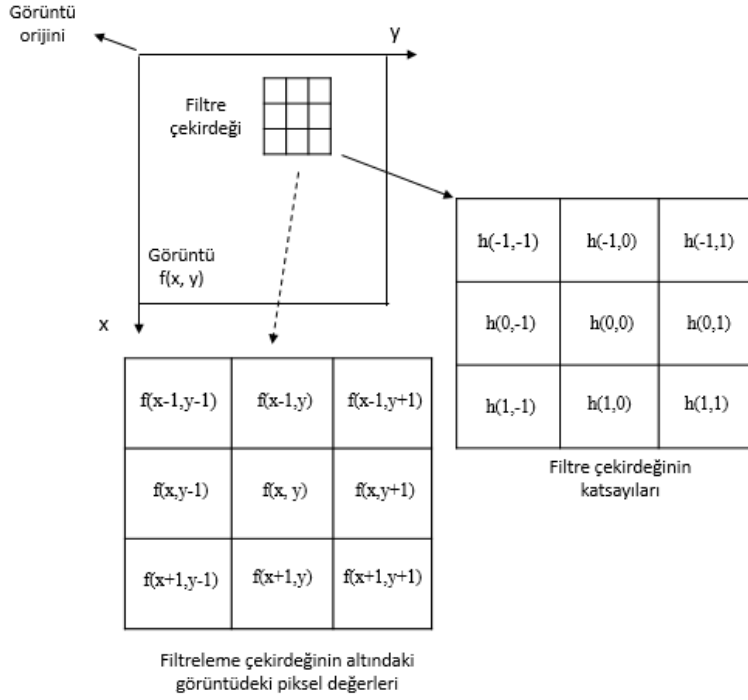 Görüntü
orijini
y
Filtre
çekirdeği
Görüntü
f(x, y)
x
h(-1,-1) h(-1,0) h(-1,1)
h(0,-1) h(0,0) h(0,1)
h(1,-1) h(1,0) h(1,1)
Filtre çekirdeğinin
katsayıları
f(x-1,y-1) f(x-1,y) f(x-1,y+1)
f(x,y-1) f(x, y) f(x,y+1)
f(x+1,y-1) f(x+1,y) f(x+1,y+1)
Filtreleme çekirdeğinin altındaki
görüntüdeki piksel değerleri